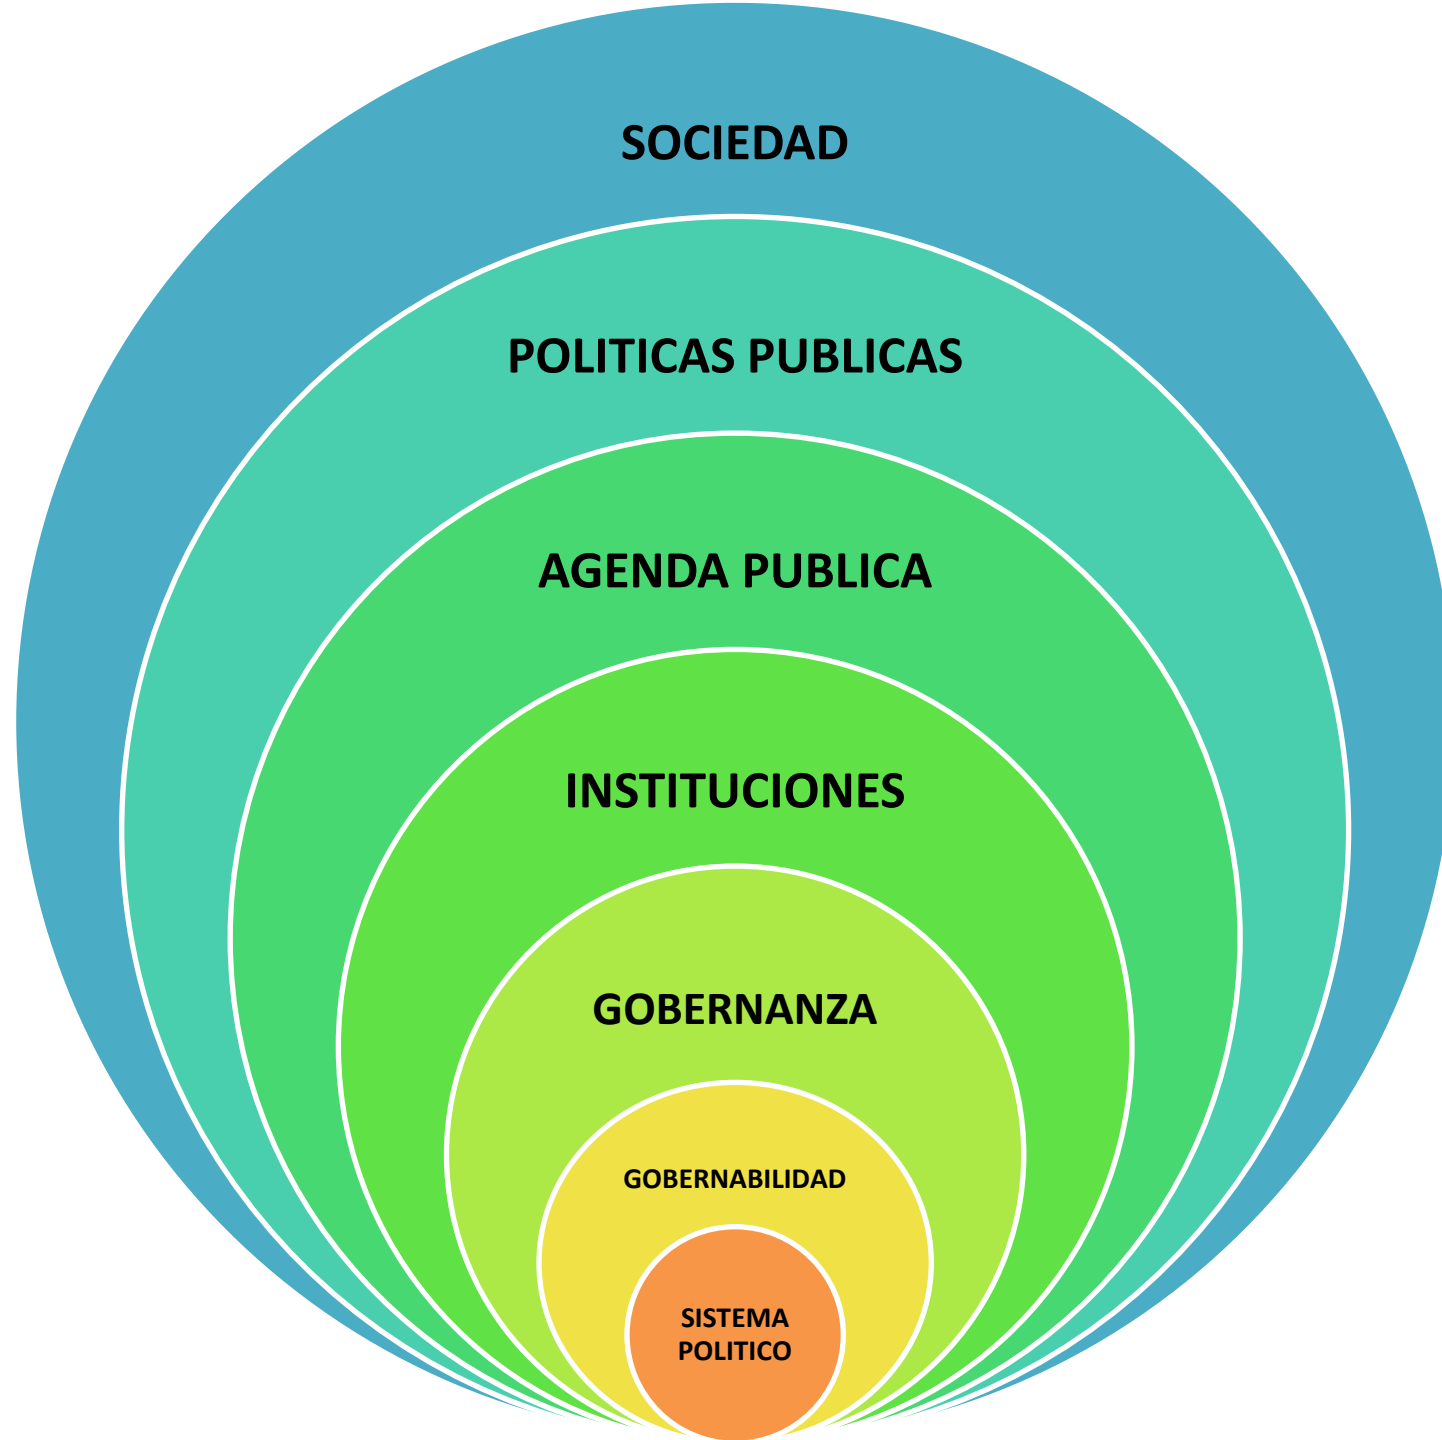 SOCIEDAD
POLITICAS PUBLICAS
AGENDA PUBLICA
INSTITUCIONES
GOBERNANZA
GOBERNABILIDAD
SISTEMA
POLITICO